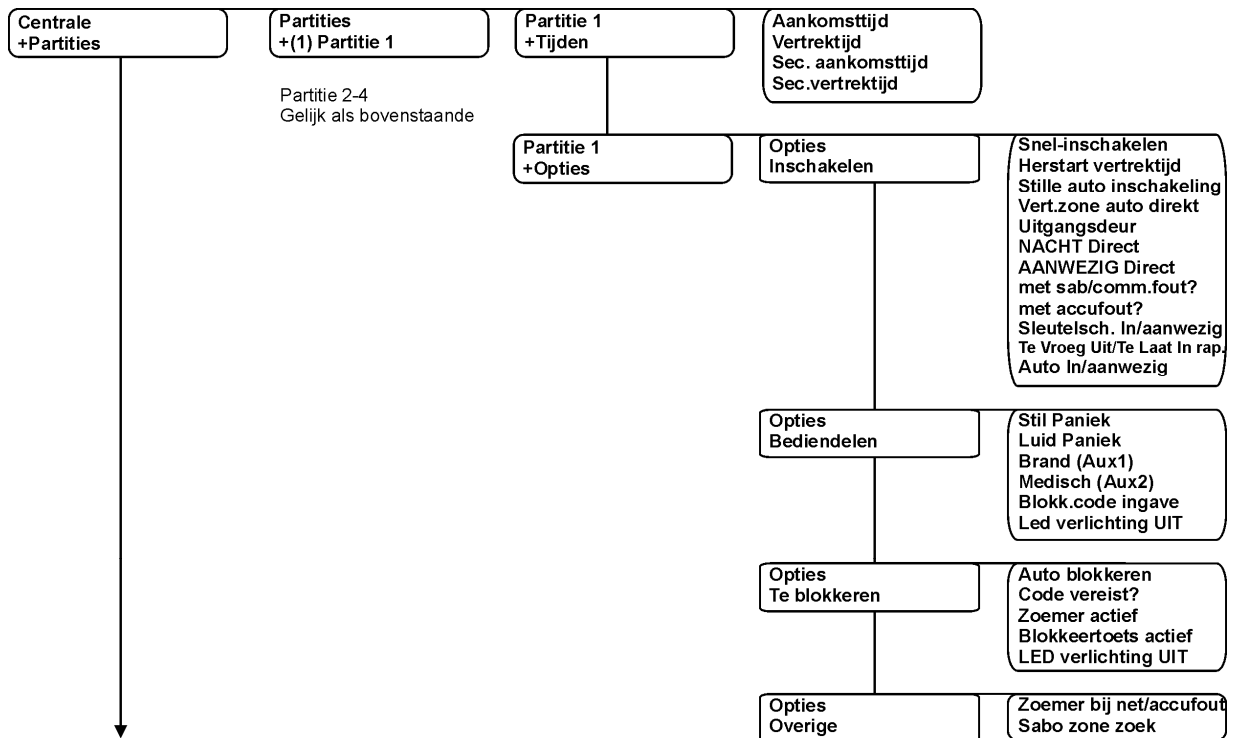 Centrale
+Partities
Partities
+(1) Partitie 1
Partitie 1
+Tijden
Aankomsttijd
Vertrektijd
Sec. aankomsttijd
Sec.vertrektijd
Partitie 2-4
Gelijk als bovenstaande
Partitie 1
+Opties
Opties
Inschakelen
Snel-inschakelen
Herstart vertrektijd
Stille auto inschakeling
Vert.zone auto direkt
Uitgangsdeur
NACHT Direct
AANWEZIG Direct
met sab/comm.fout?
met accufout?
Sleutelsch. In/aanwezig
Te Vroeg Uit/Te Laat In rap.
Auto In/aanwezig
Opties
Bediendelen
Stil Paniek
Luid Paniek
Brand (Aux1)
Medisch (Aux2)
Blokk.code ingave
Led verlichting UIT
Opties
Te blokkeren
Auto blokkeren
Code vereist?
Zoemer actief
Blokkeertoets actief
LED verlichting UIT
Opties
Overige
Zoemer bij net/accufout
Sabo zone zoek